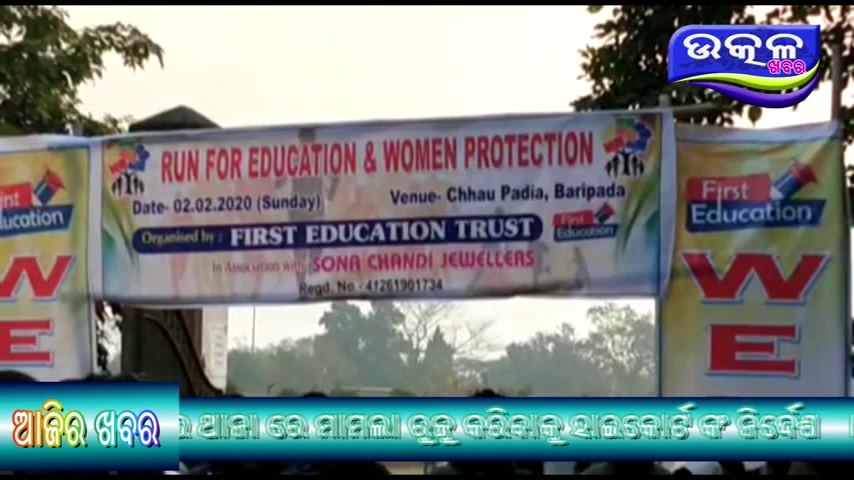 ଉତ୍କଳ
ଖବର
RUN FOR EDUCATION & WOMEN PROTECTION
Date- 02.02.2020 (Sunday)
Venue- Chhau Padia, Baripada
Organised by : FIRST EDUCATION TRUST
First
Education
In Association with SONA CHANDI JEWELLERS
Regd. No.- 41261901734
First
Education
W
E
First
Education
W
E
ଆଜିର ଖବର
ଥାନା ରେ ମାମଲା ରୁଜୁ କରିବାକୁ ହାଇକୋର୍ଟ ଙ୍କ ନିର୍ଦେଶ